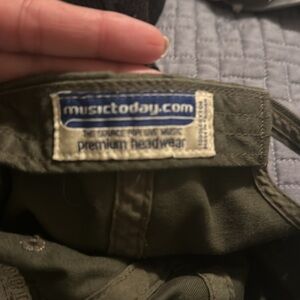 musictoday.com
THE SOURCE FOR LIVE MUSIC
premium headwear